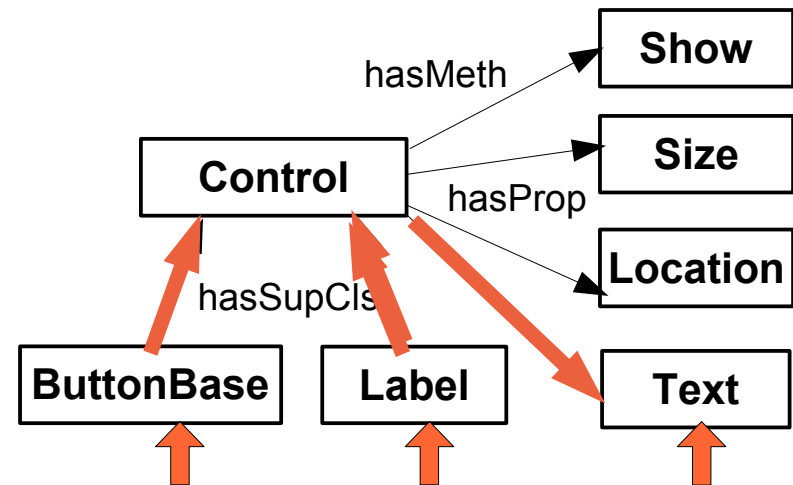 Show
hasMeth
Size
Control
hasProp
Location
hasSupCls
ButtonBase
Label
Text